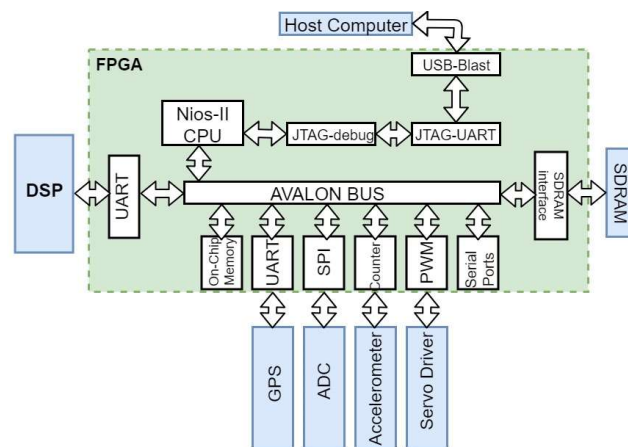 Host Computer
FPGA
USB-Blast
Nios-II
CPU
JTAG-debug
JTAG-UART
DSP
UART
AVALON BUS
SDRAM
interface
SDRAM
On-Chip
Memory
UART
SPI
Counter
PWM
Serial
Ports
GPS
ADC
Accelerometer
Servo Driver